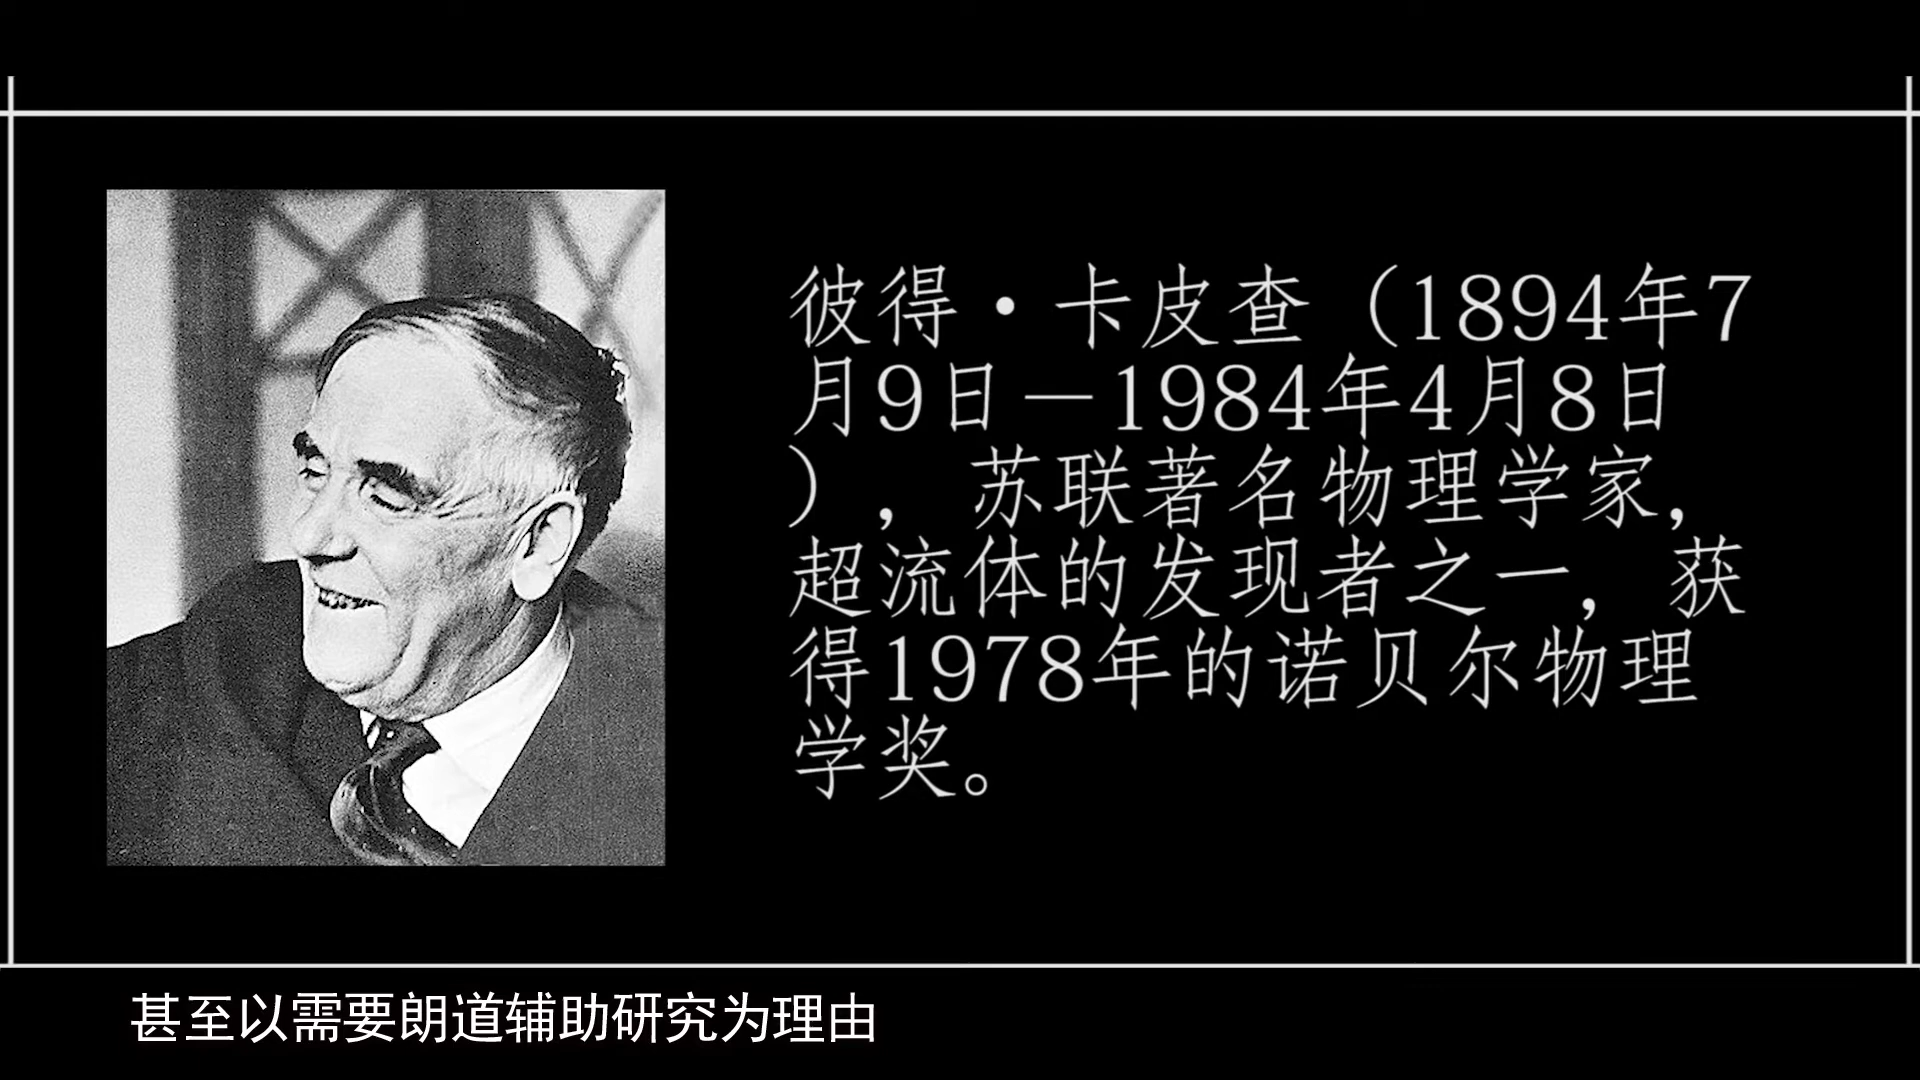 彼得·卡皮查（1894年7
月9日—1984年4月8日
），苏联著名物理学家，
超流体的发现者之一，获
得1978年的诺贝尔物理
学奖。
甚至以需要朗道辅助研究为理由